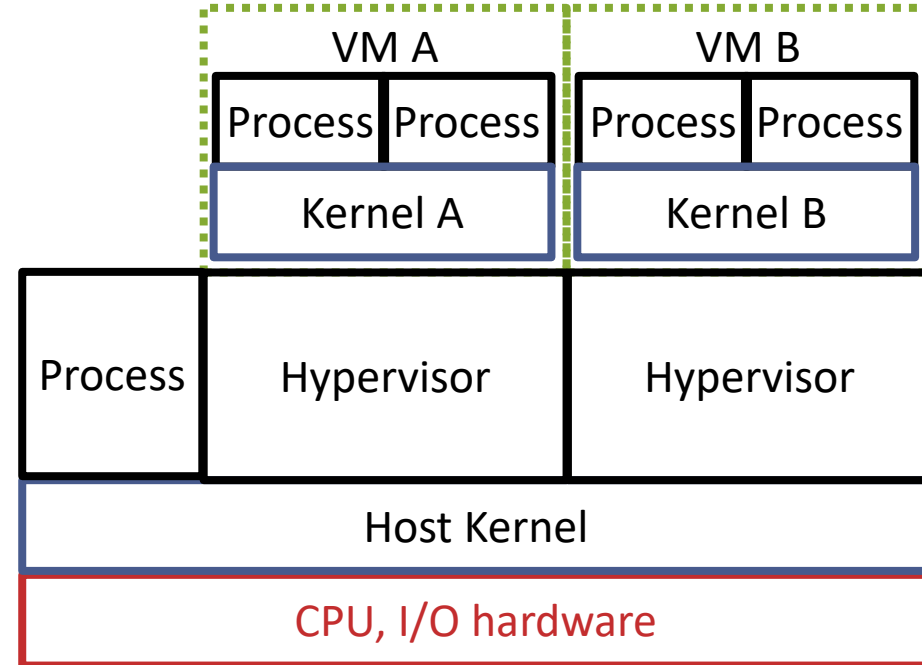 VM A VM B
Process Process Process Process
Kernel A Kernel B
Process Hypervisor Hypervisor
Host Kernel
CPU, I/O hardware